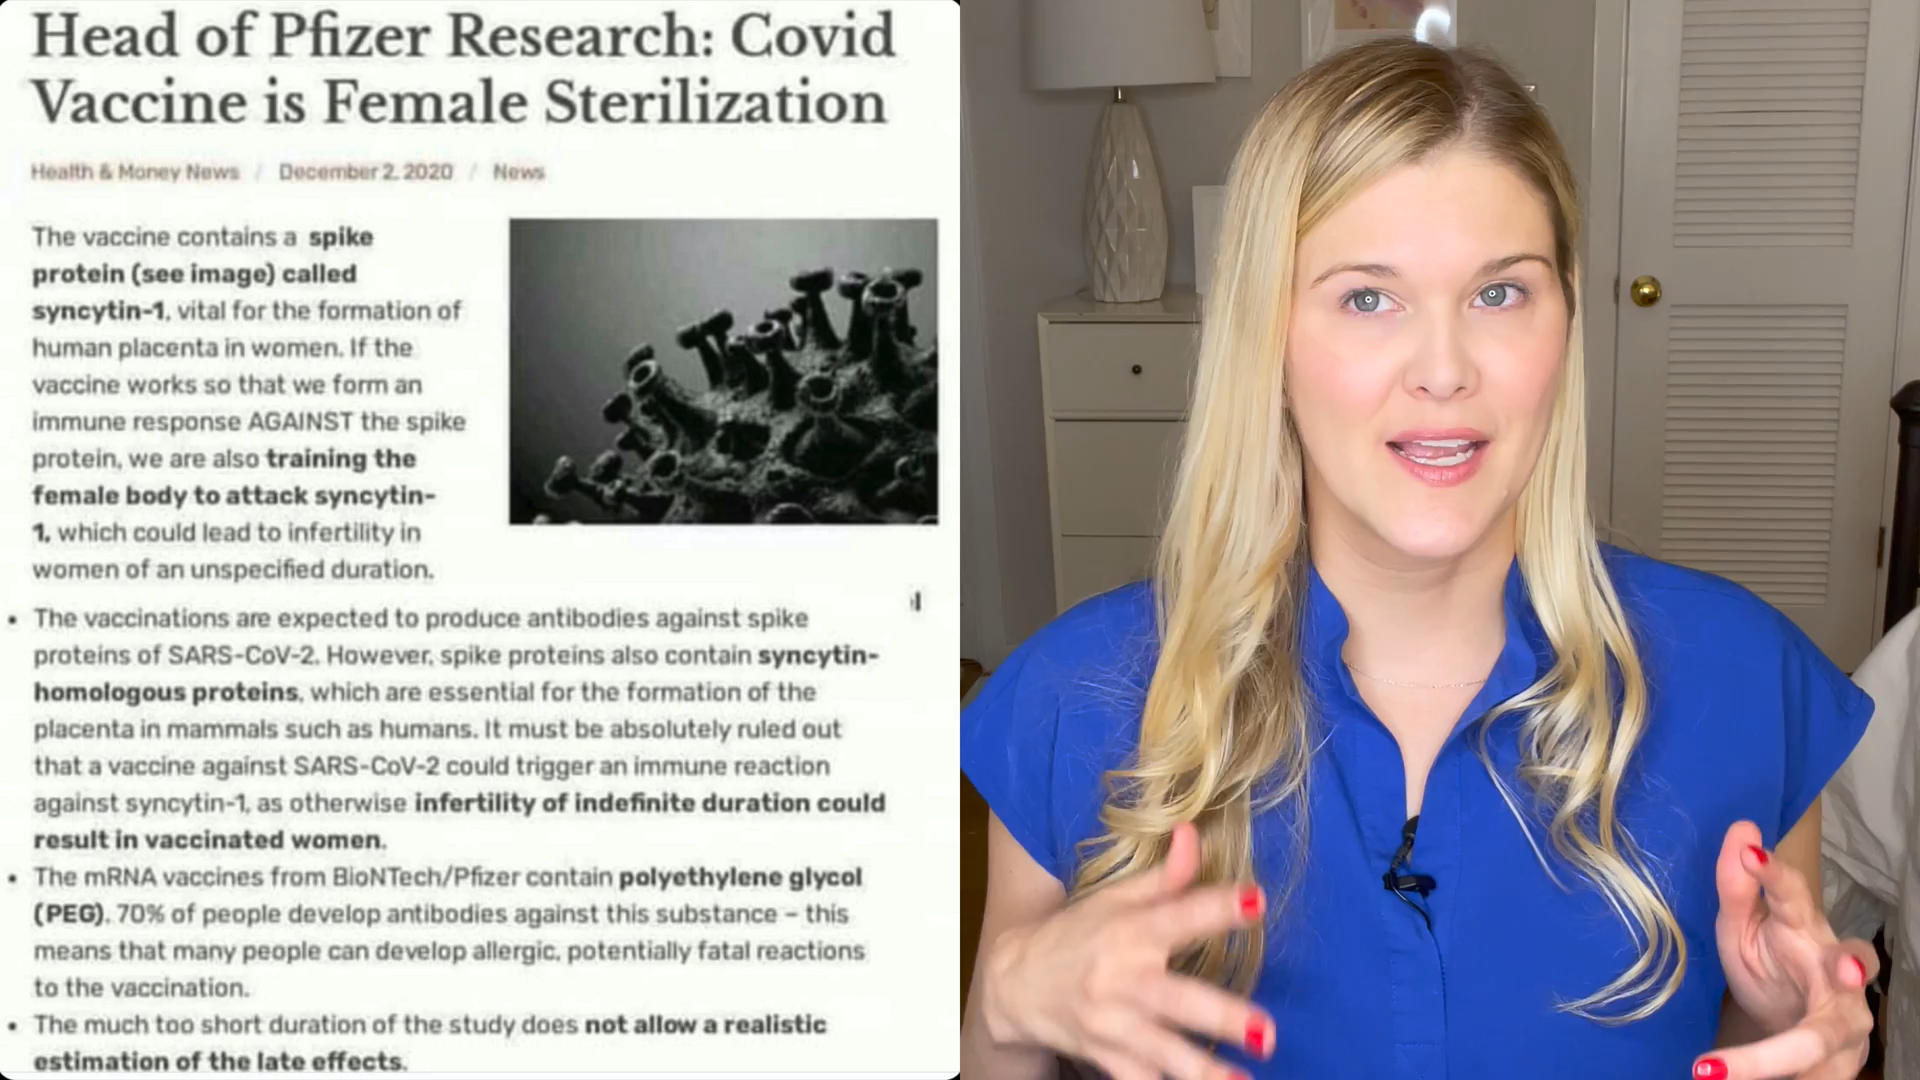 Head of Pfizer Research: Covid
Vaccine is Female Sterilization
Health & Money News / December 2, 2020 / News
The vaccine contains a spike
protein (see image) called
syncytin-1, vital for the formation of
human placenta in women. If the
vaccine works so that we form an
immune response AGAINST the spike
protein, we are also training the
female body to attack syncytin-
1, which could lead to infertility in
women of an unspecified duration.
• The vaccinations are expected to produce antibodies against spike
proteins of SARS-CoV-2. However, spike proteins also contain syncytin-
homologous proteins, which are essential for the formation of the
placenta in mammals such as humans. It must be absolutely ruled out
that a vaccine against SARS-CoV-2 could trigger an immune reaction
against syncytin-1, as otherwise infertility of indefinite duration could
result in vaccinated women.
• The mRNA vaccines from BioNTech/Pfizer contain polyethylene glycol
(PEG). 70% of people develop antibodies against this substance – this
means that many people can develop allergic, potentially fatal reactions
to the vaccination.
• The much too short duration of the study does not allow a realistic
estimation of the late effects.